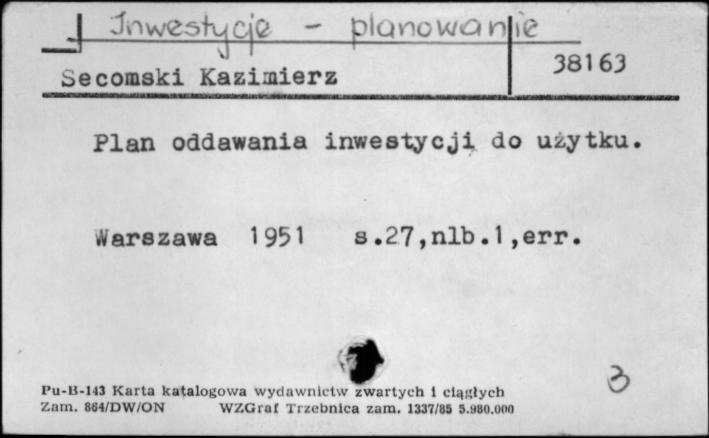 Inwestycje - planowanie
38163
Secomski Kazimierz
Plan oddawania inwestycji do użytku.
Warszawa 1951 s.27,nlb.1,err.
3
Pu-B-143 Karta katalogowa wydawnictw zwartych i ciągłych
Zam. 864/DW/ON WZGraf Trzebnica zam. 1337/85 5.980.000